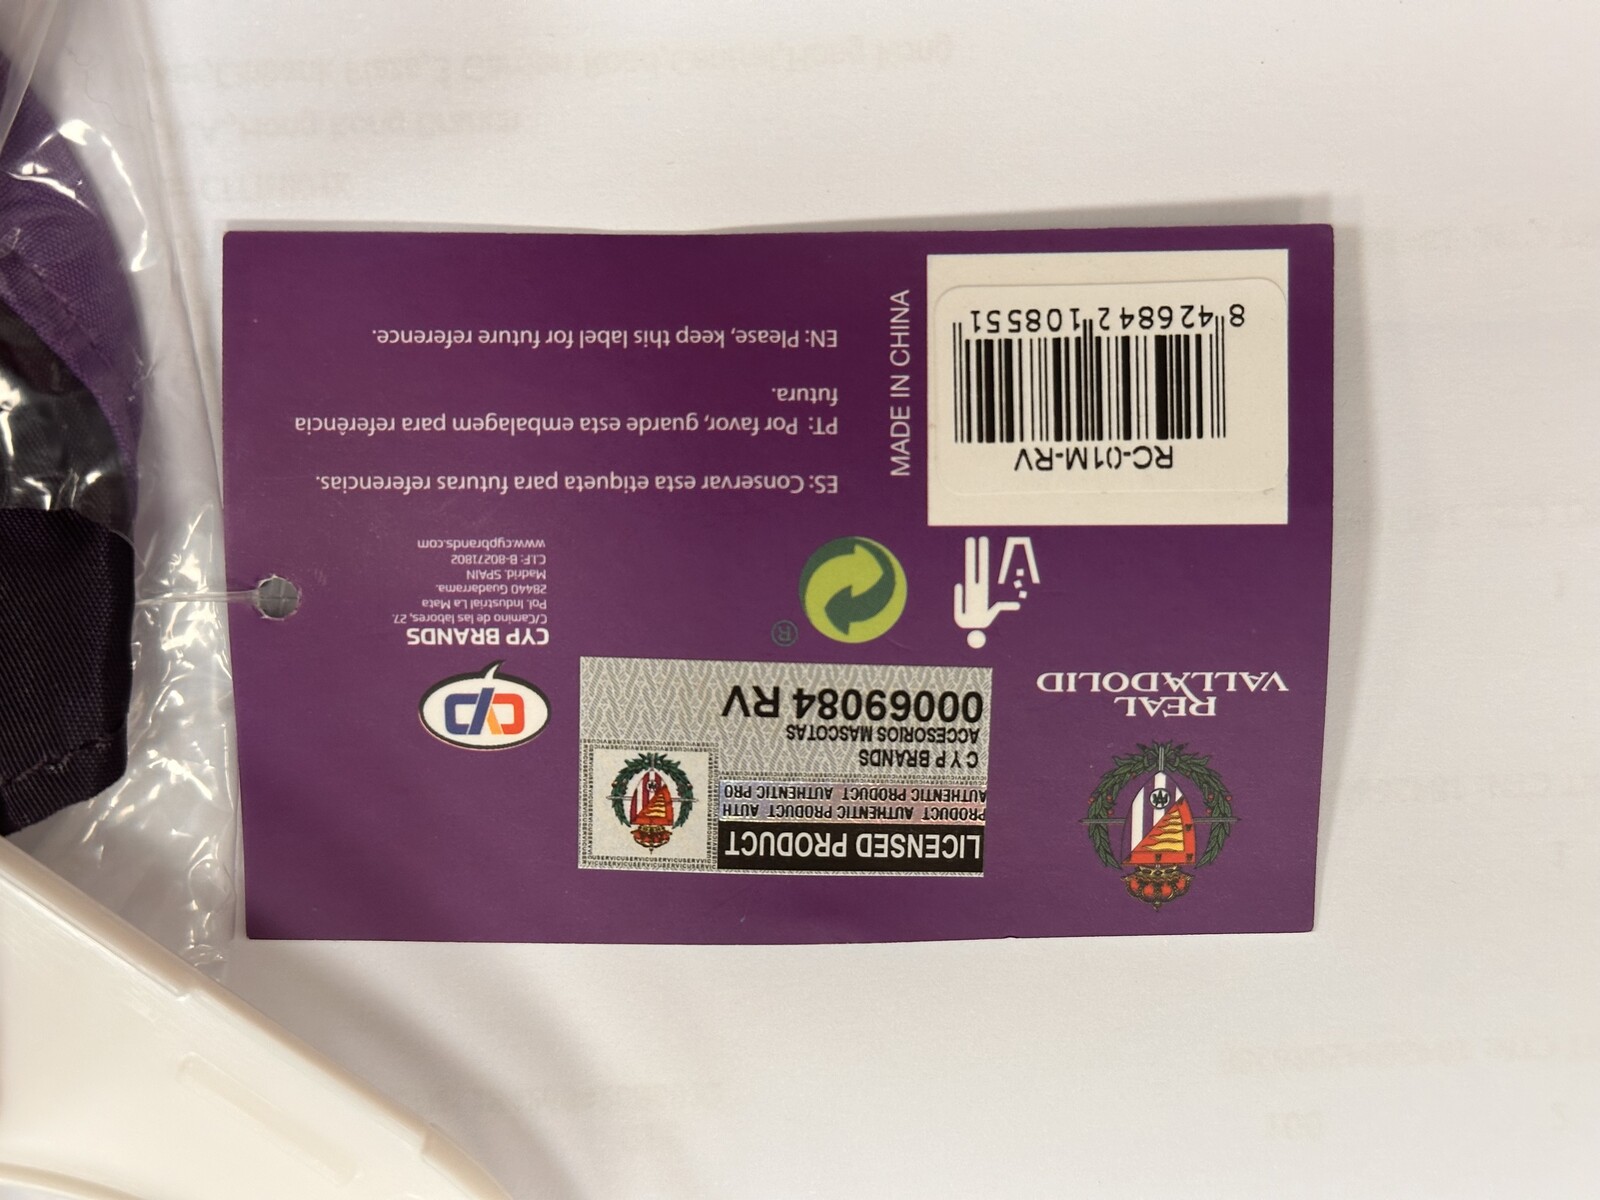 REAL
VALLADOLID
LICENSED PRODUCT
PRODUCT AUTHENTIC PRODUCT AUTH
AUTHENTIC PRODUCT AUTHENTIC PRO
C Y P BRANDS
ACCESORIOS MASCOTAS
00069084 RV
CYP BRANDS
C/Camino de las labores, 27.
Pol. Industrial La Mata
28440 Guadarrama.
Madrid. SPAIN
C.I.F: B-80271802
www.cypbrands.com
®
ES: Conservar esta etiqueta para futuras referencias.
PT: Por favor, guarde esta embalagem para referência
futura.
EN: Please, keep this label for future reference.
MADE IN CHINA
RC-01M-RV
8 426842 108551